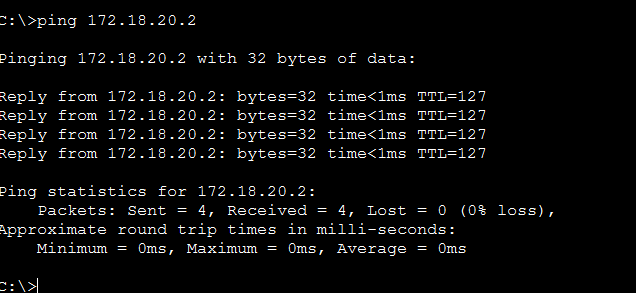 C:\>ping 172.18.20.2
Pinging 172.18.20.2 with 32 bytes of data:
Reply from 172.18.20.2: bytes=32 time<1ms TTL=127
Reply from 172.18.20.2: bytes=32 time<1ms TTL=127
Reply from 172.18.20.2: bytes=32 time<1ms TTL=127
Reply from 172.18.20.2: bytes=32 time<1ms TTL=127
Ping statistics for 172.18.20.2:
    Packets: Sent = 4, Received = 4, Lost = 0 (0% loss),
Approximate round trip times in milli-seconds:
    Minimum = 0ms, Maximum = 0ms, Average = 0ms
C:\>